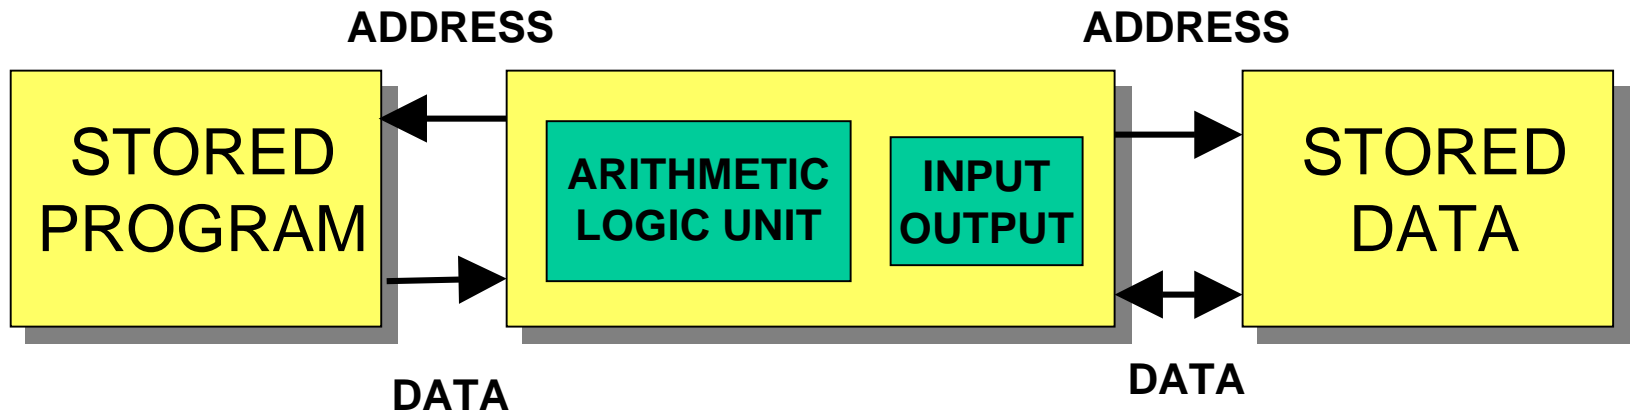 ADDRESS
ADDRESS
STORED
PROGRAM
ARITHMETIC
LOGIC UNIT
INPUT
OUTPUT
STORED
DATA
DATA
DATA